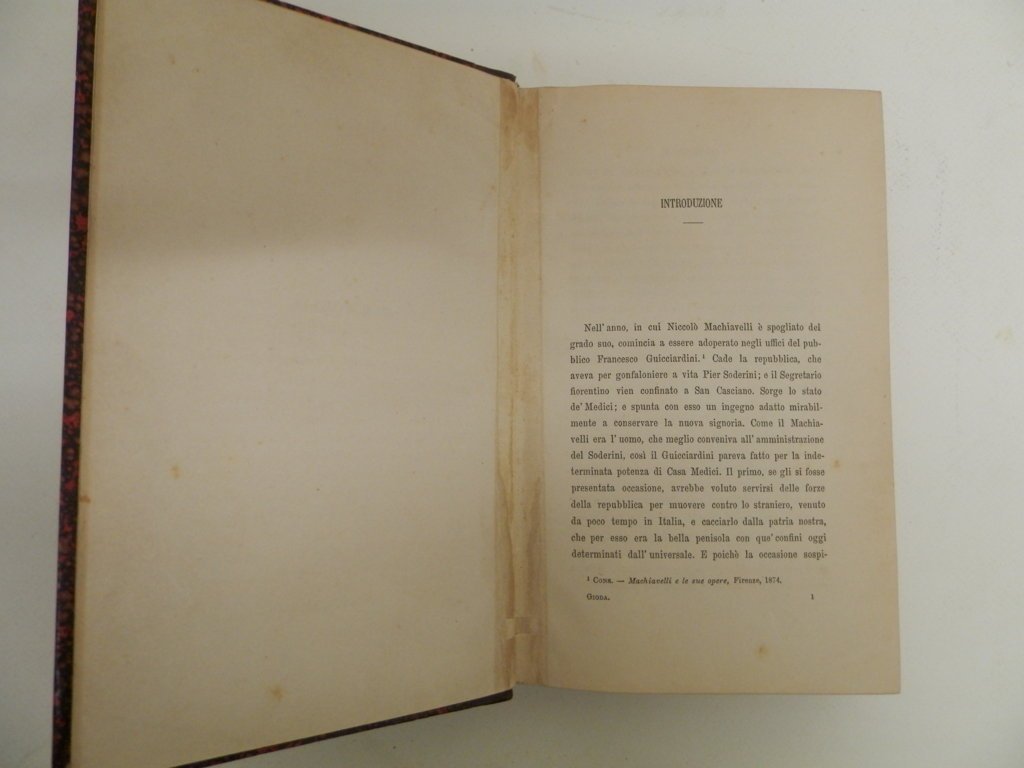 INTRODUZIONE
Nell' anno, in cui Niccolò Machiavelli è spogliato del
grado suo, comincia a essere adoperato negli uffici del pub-
blico Francesco Guicciardini.¹ Cade la repubblica, che
aveva per gonfaloniere a vita Pier Soderini; e il Segretario
fiorentino vien confinato a San Casciano. Sorge lo stato
de' Medici; e spunta con esso un ingegno adatto mirabil-
mente a conservare la nuova signoria. Come il Machia-
velli era l' uomo, che meglio conveniva all' amministrazione
del Soderini, così il Guicciardini pareva fatto per la inde-
terminata potenza di Casa Medici. Il primo, se gli si fosse
presentata occasione, avrebbe voluto servirsi delle forze
della repubblica per muovere contro lo straniero, venuto
da poco tempo in Italia, e cacciarlo dalla patria nostra,
che per esso era la bella penisola con que' confini oggi
determinati dall' universale. E poichè la occasione sospi-
¹ CONR. — Machiavelli e le sue opere, Firenze, 1874.
GIODA. 1